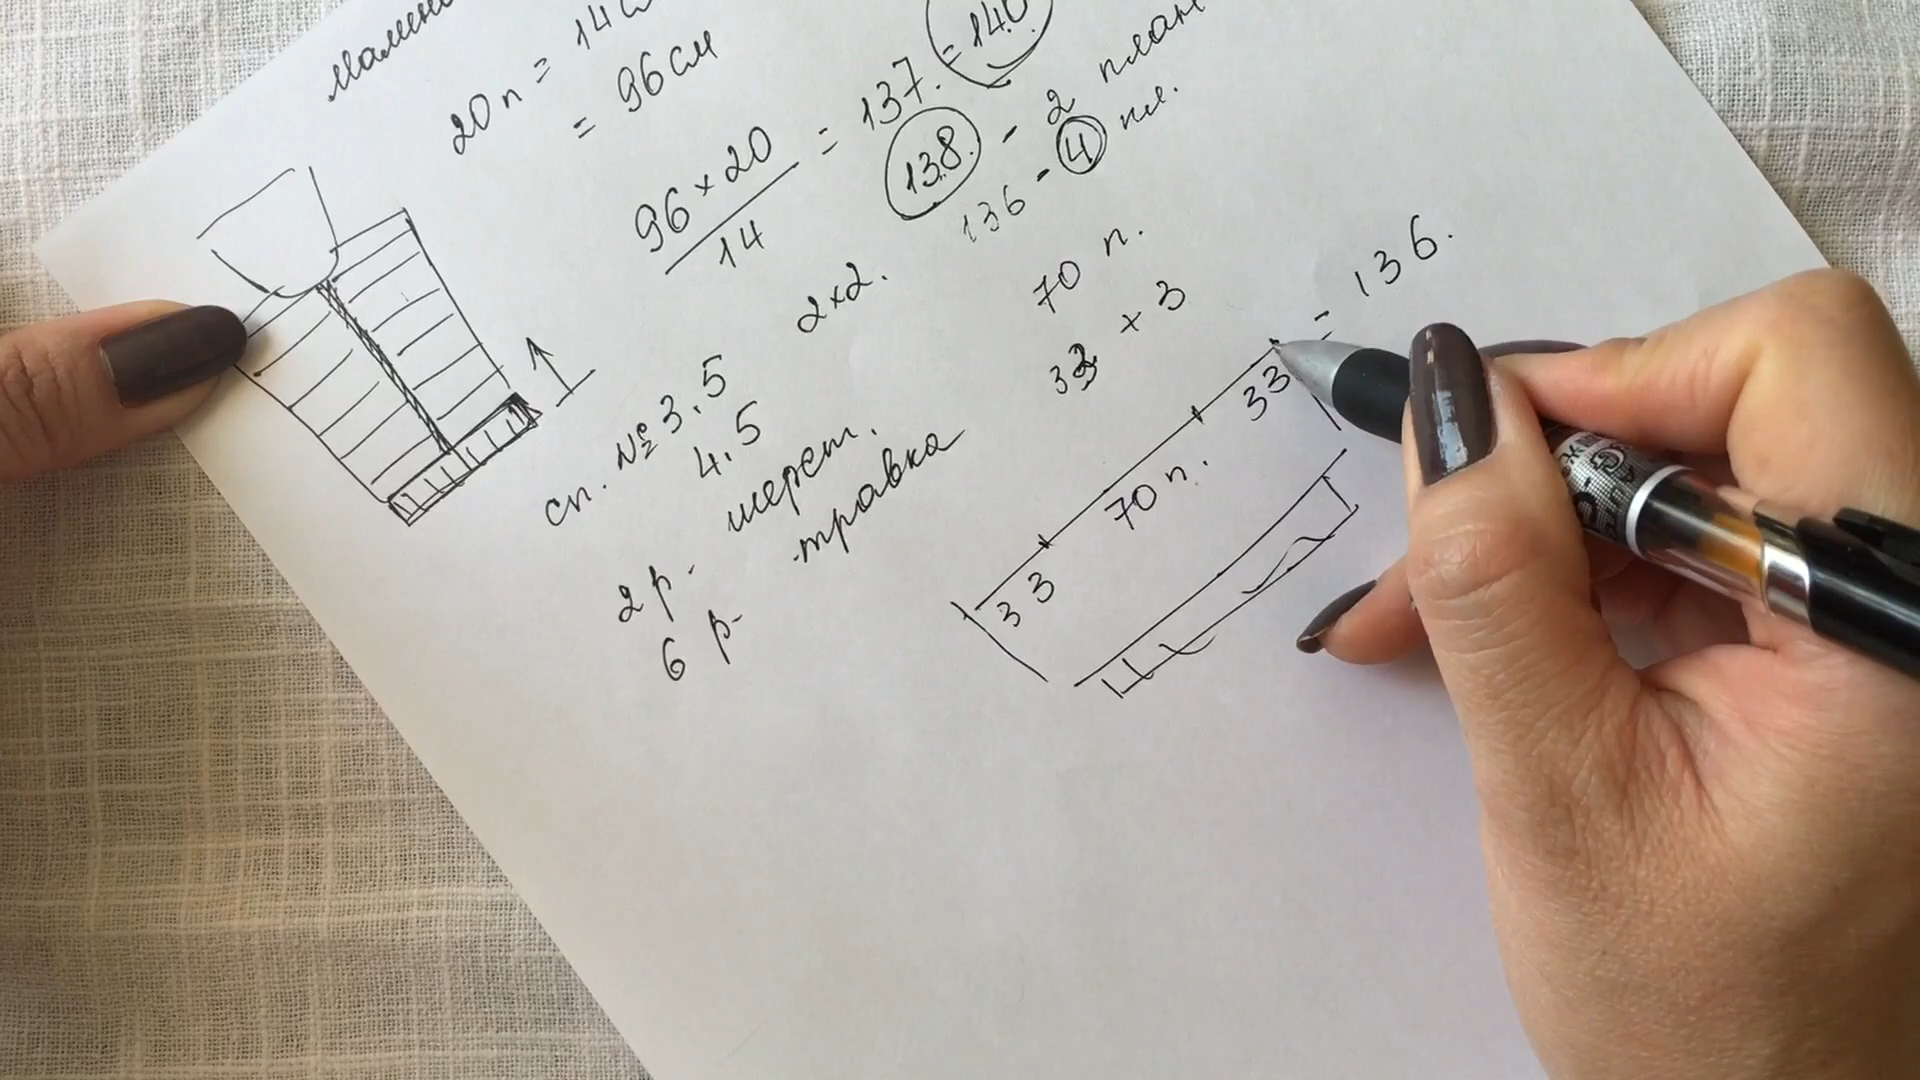 20 п = 14
= 96 см
96 × 20
14
= 137. = 140.
138. - 2 план
136 - 4 пл.
2×2.
сп. № 3.5
4.5
2 р. шерст.
6 р. травка
70 п.
33 + 3
33 70 п. 33 = 136.